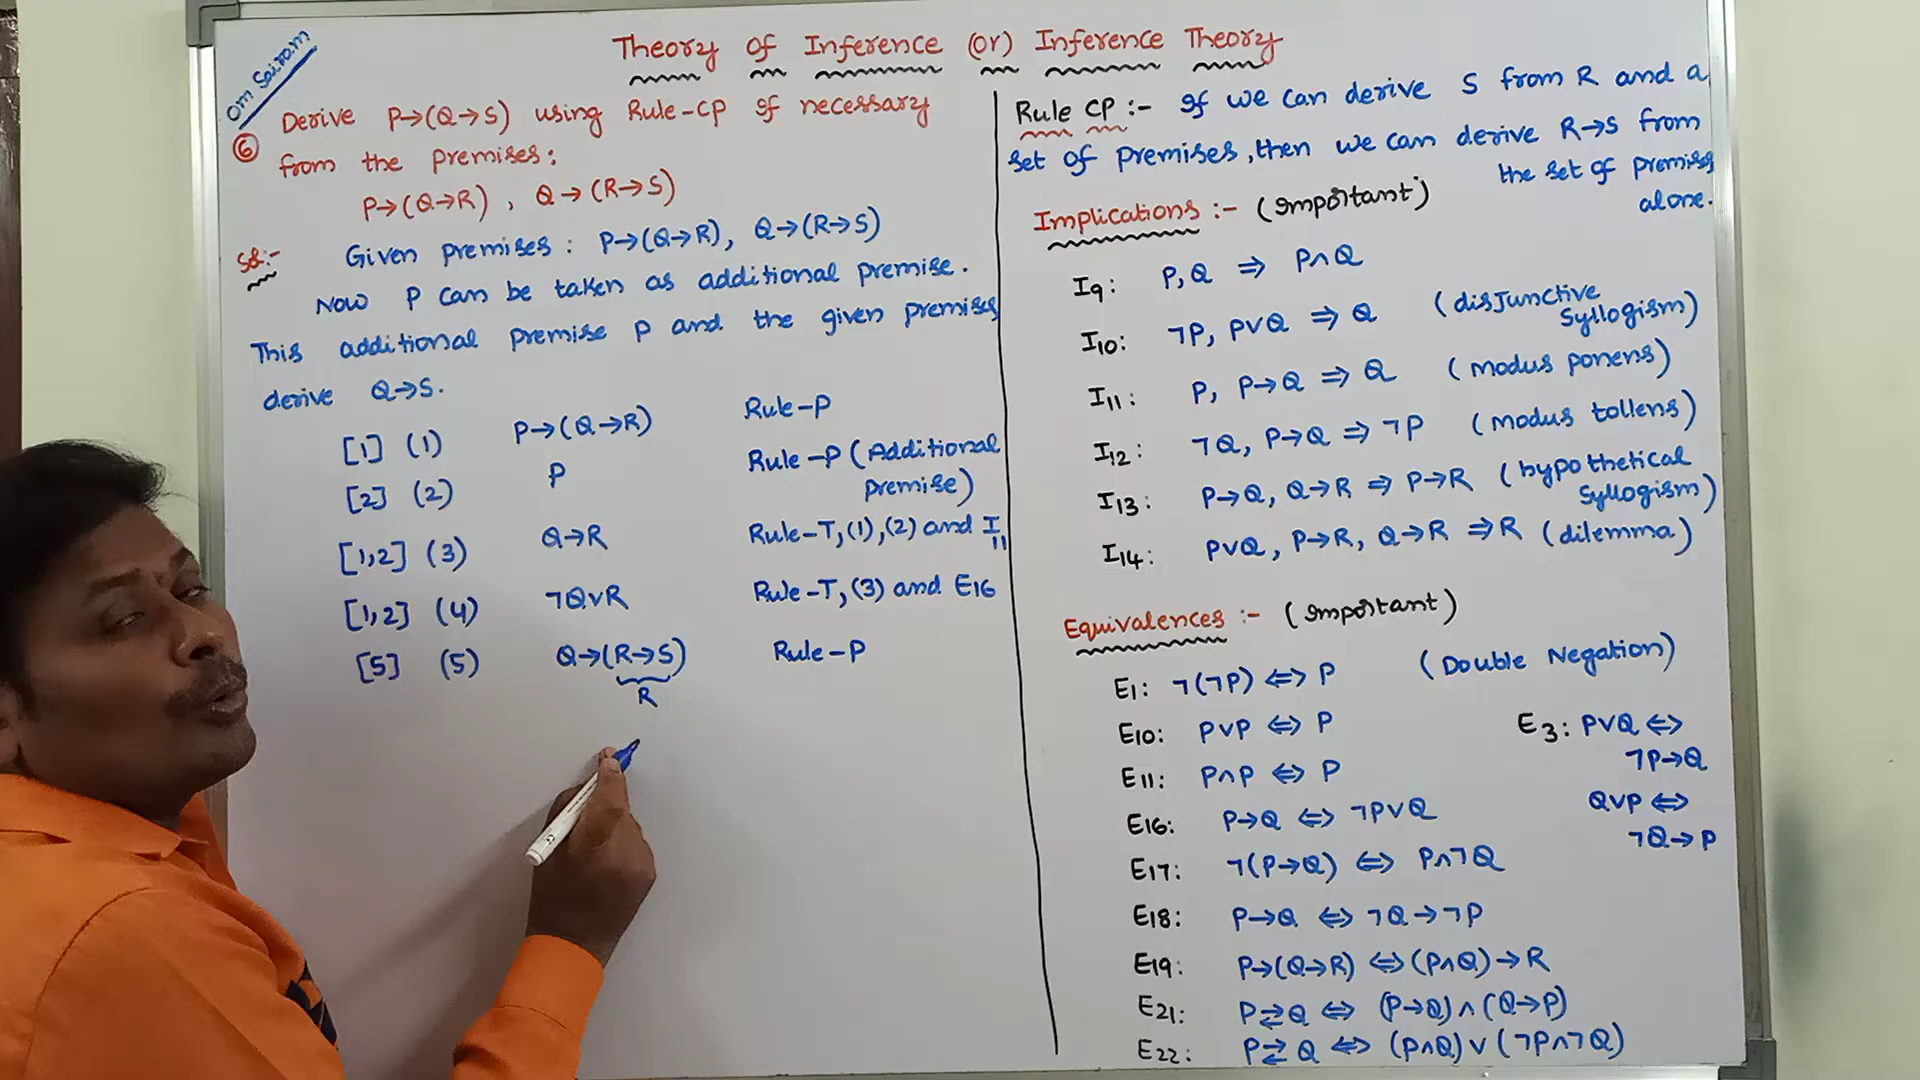 Theory of Inference (or) Inference Theory
Om Sairam
⑥ Derive P→(Q→S) using Rule-CP if necessary
from the premises:
P→(Q→R), Q→(R→S)
Sol:- Given premises: P→(Q→R), Q→(R→S)
Now P can be taken as additional premise.
This additional premise P and the given premises
derive Q→S.
[1] (1) P→(Q→R) Rule-P
[2] (2) P Rule-P (Additional
premise)
[1,2] (3) Q→R Rule-T, (1), (2) and I11
[1,2] (4) ¬Q∨R Rule-T, (3) and E16
[5] (5) Q→(R→S) Rule-P
R
Rule CP:- If we can derive S from R and a
set of premises, then we can derive R→S from
the set of premises
alone.
Implications:- (Important)
I9: P, Q ⇒ P∧Q
I10: ¬P, P∨Q ⇒ Q (disjunctive
syllogism)
I11: P, P→Q ⇒ Q (modus ponens)
I12: ¬Q, P→Q ⇒ ¬P (modus tollens)
I13: P→Q, Q→R ⇒ P→R (hypothetical
syllogism)
I14: P∨Q, P→R, Q→R ⇒ R (dilemma)
Equivalences:- (Important)
E1: ¬(¬P) ⇔ P (Double Negation)
E10: P∨P ⇔ P
E11: P∧P ⇔ P
E16: P→Q ⇔ ¬P∨Q
E17: ¬(P→Q) ⇔ P∧¬Q
E18: P→Q ⇔ ¬Q→¬P
E19: P→(Q→R) ⇔ (P∧Q)→R
E21: P⇄Q ⇔ (P→Q)∧(Q→P)
E22: P⇄Q ⇔ (P∧Q)∨(¬P∧¬Q)
E3: P∨Q ⇔
¬P→Q
Q∨P ⇔
¬Q→P